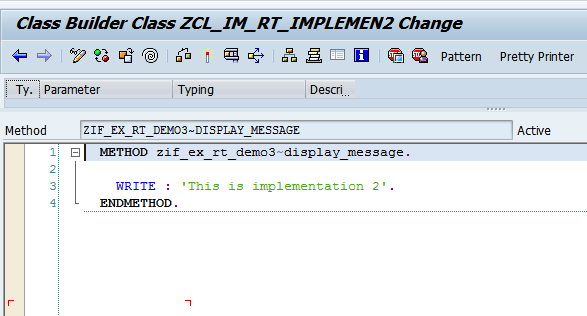 Class Builder Class ZCL_IM_RT_IMPLEMEN2 Change
Pattern Pretty Printer
Ty. Parameter Typing Descri...
Method ZIF_EX_RT_DEMO3~DISPLAY_MESSAGE Active
1 METHOD zif_ex_rt_demo3~display_message.
2
3 WRITE : 'This is implementation 2'.
4 ENDMETHOD.